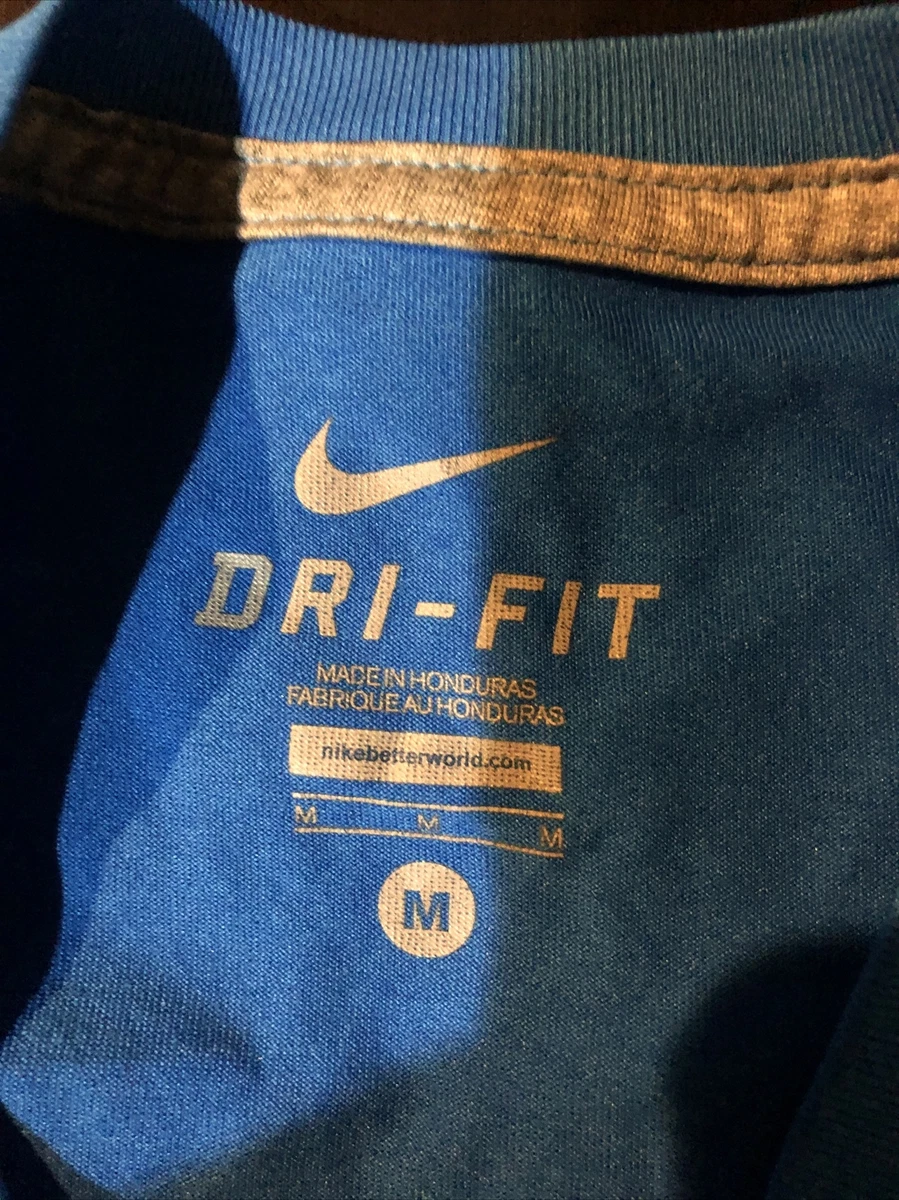 DRI-FIT
MADE IN HONDURAS
FABRIQUE AU HONDURAS
nikebetterworld.com
M M M
M